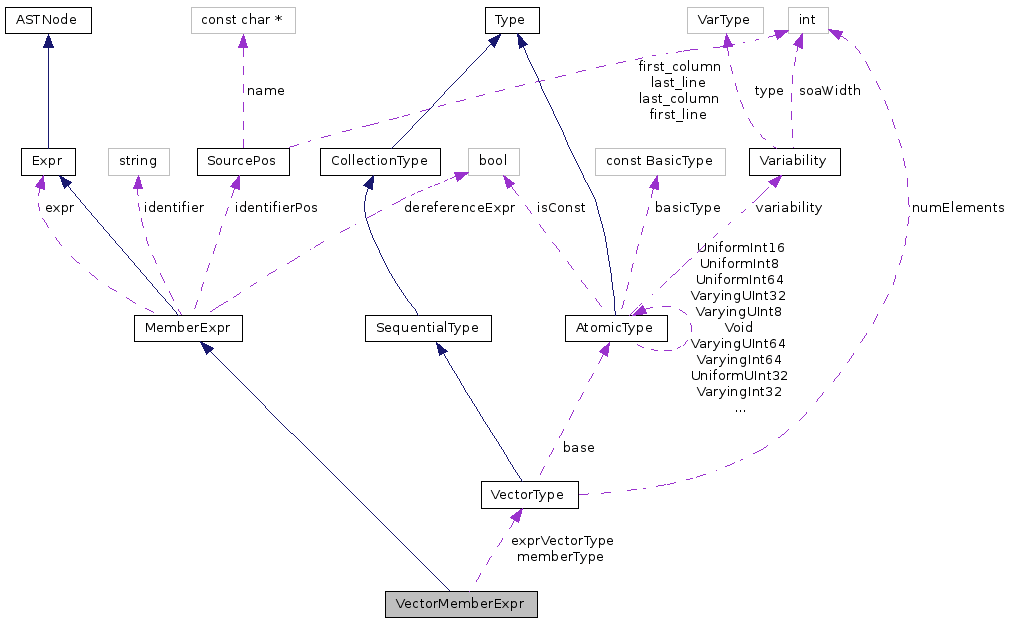 ASTNode
const char *
Type
VarType
int
first_column
last_line
last_column
first_line
name
type
soaWidth
Expr
string
SourcePos
CollectionType
bool
const BasicType
Variability
expr
identifier
identifierPos
dereferenceExpr
isConst
basicType
variability
numElements
UniformInt16
UniformInt8
UniformInt64
VaryingUInt32
VaryingUInt8
Void
VaryingUInt64
VaryingInt64
UniformUInt32
VaryingInt32
...
MemberExpr
SequentialType
AtomicType
base
VectorType
exprVectorType
memberType
VectorMemberExpr